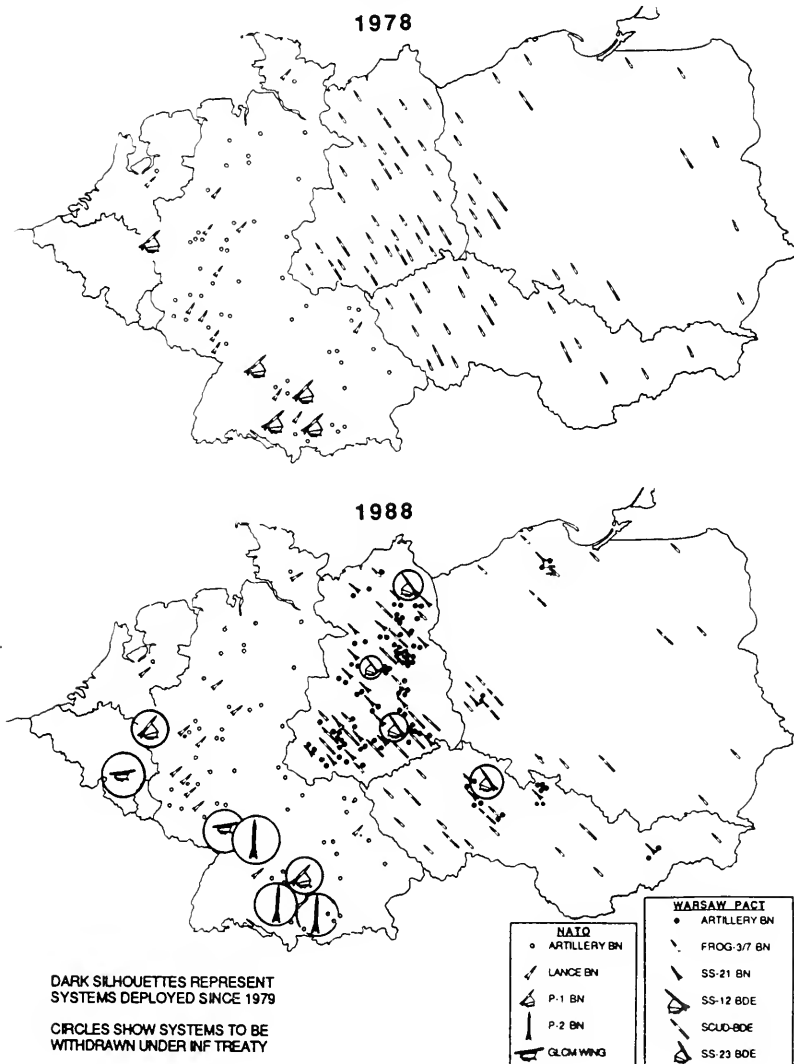 1978
1988
DARK SILHOUETTES REPRESENT
SYSTEMS DEPLOYED SINCE 1979
CIRCLES SHOW SYSTEMS TO BE
WITHDRAWN UNDER INF TREATY
NATO
ARTILLERY BN
LANCE BN
P-1 BN
P-2 BN
GLCM WING
WARSAW PACT
ARTILLERY BN
FROG-3/7 BN
SS-21 BN
SS-12 BDE
SCUD-BDE
SS-23 BDE